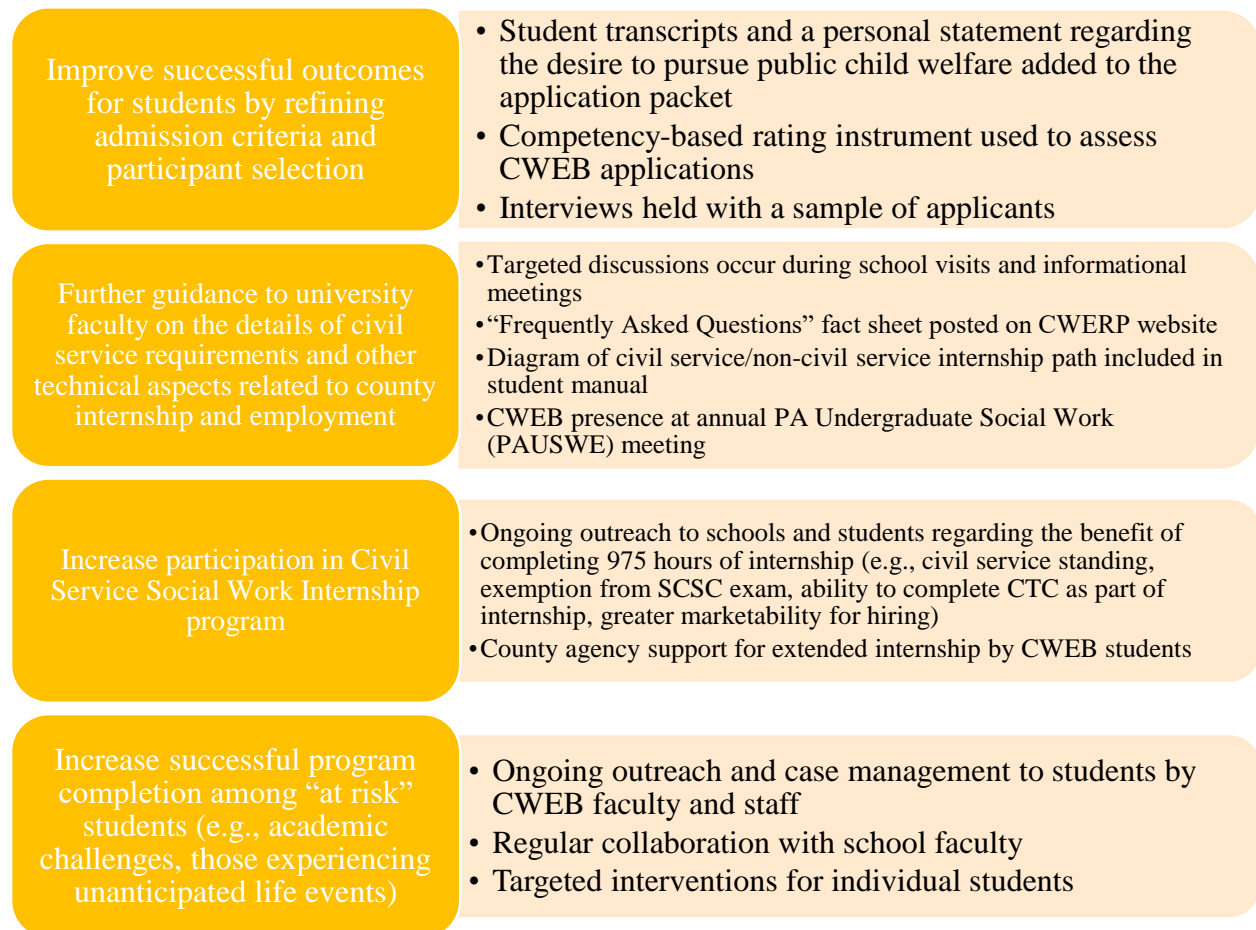 Improve successful outcomes
for students by refining
admission criteria and
participant selection
• Student transcripts and a personal statement regarding
the desire to pursue public child welfare added to the
application packet
• Competency-based rating instrument used to assess
CWEB applications
• Interviews held with a sample of applicants
Further guidance to university
faculty on the details of civil
service requirements and other
technical aspects related to county
internship and employment
•Targeted discussions occur during school visits and informational
meetings
•“Frequently Asked Questions” fact sheet posted on CWERP website
•Diagram of civil service/non-civil service internship path included in
student manual
•CWEB presence at annual PA Undergraduate Social Work
(PAUSWE) meeting
Increase participation in Civil
Service Social Work Internship
program
•Ongoing outreach to schools and students regarding the benefit of
completing 975 hours of internship (e.g., civil service standing,
exemption from SCSC exam, ability to complete CTC as part of
internship, greater marketability for hiring)
•County agency support for extended internship by CWEB students
Increase successful program
completion among “at risk”
students (e.g., academic
challenges, those experiencing
unanticipated life events)
• Ongoing outreach and case management to students by
CWEB faculty and staff
• Regular collaboration with school faculty
• Targeted interventions for individual students